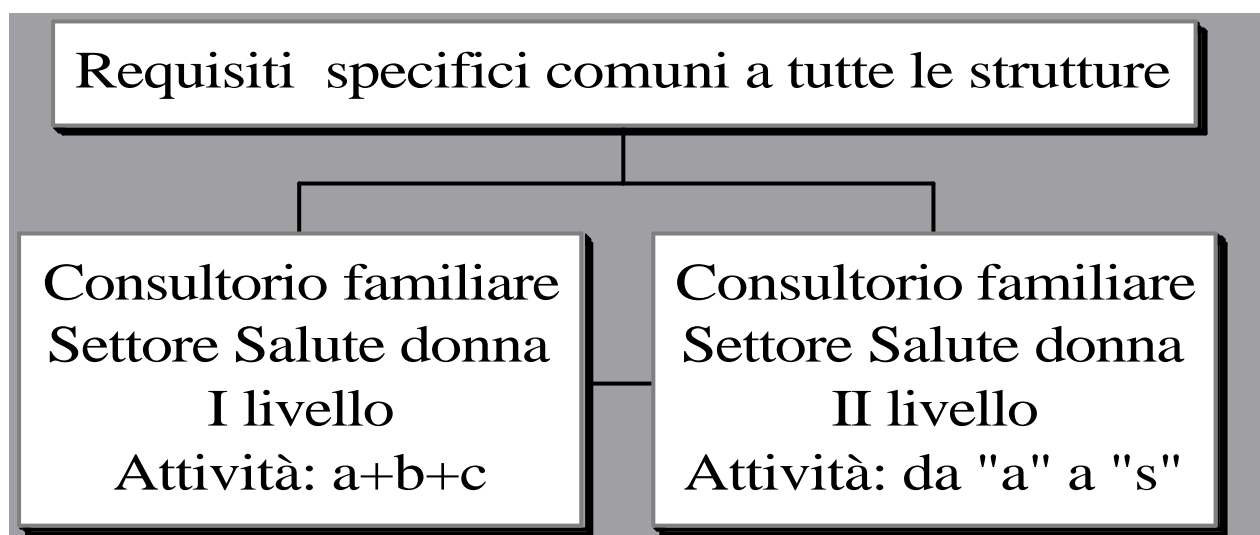 Requisiti specifici comuni a tutte le strutture
Consultorio familiare
Settore Salute donna
I livello
Attività: a+b+c
Consultorio familiare
Settore Salute donna
II livello
Attività: da "a" a "s"